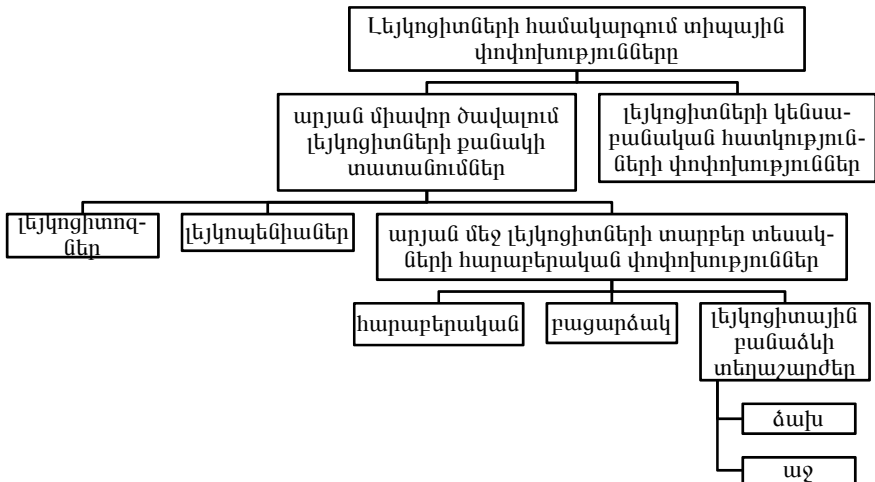 Լեյկոցիտների համակարգում տիպային
փոփոխությունները
արյան միավոր ծավալում
լեյկոցիտների քանակի
տատանումներ
լեյկոցիտների կենսա-
բանական հատկություն-
ների փոփոխություններ
լեյկոցիտոզ-
ներ
լեյկոպենիաներ
արյան մեջ լեյկոցիտների տարբեր տեսակ-
ների հարաբերական փոփոխություններ
հարաբերական
բացարձակ
լեյկոցիտային
բանաձևի
տեղաշարժեր
ձախ
աջ